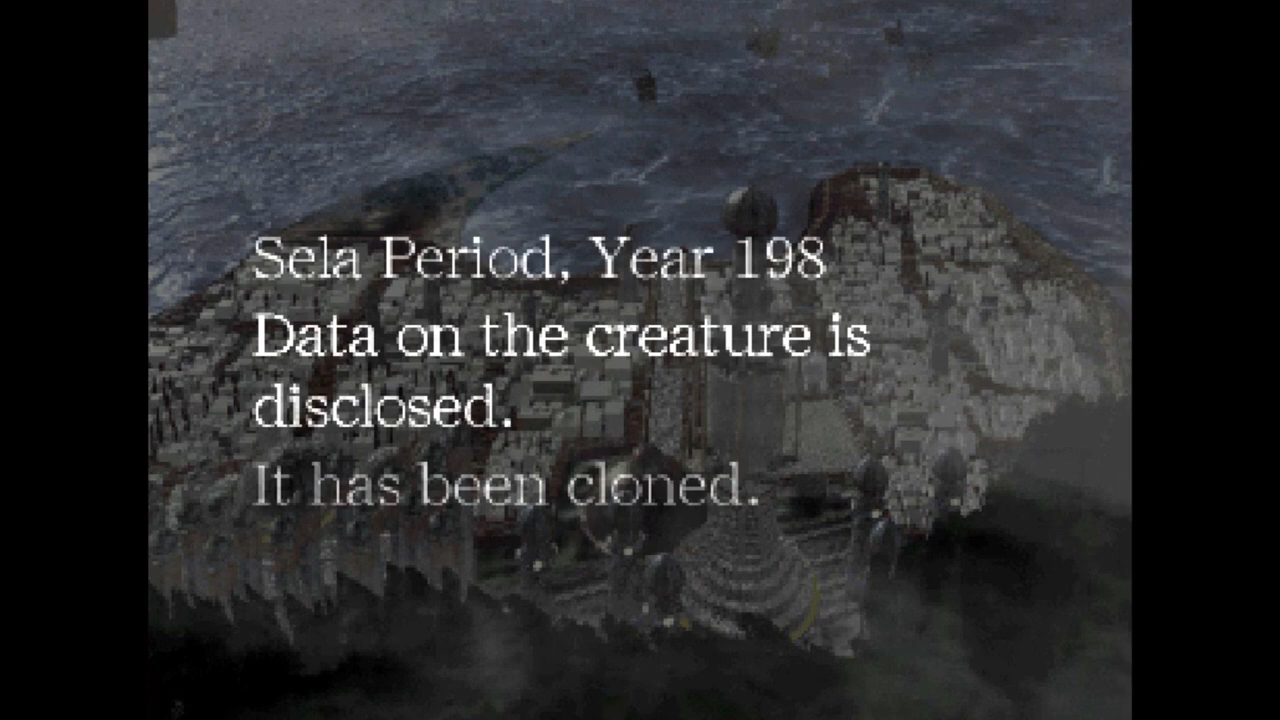 Sela Period, Year 198
Data on the creature is
disclosed.
It has been cloned.